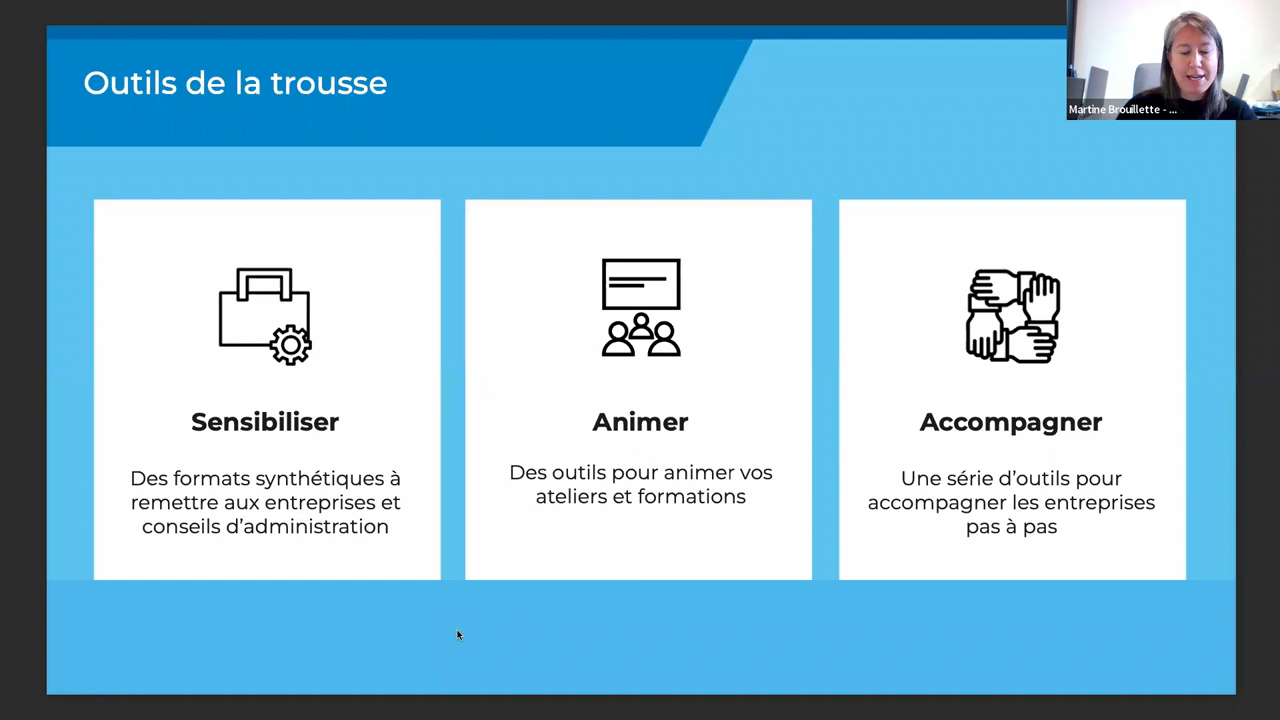 Outils de la trousse
Martine Brouillette - ...
Sensibiliser
Des formats synthétiques à
remettre aux entreprises et
conseils d’administration
Animer
Des outils pour animer vos
ateliers et formations
Accompagner
Une série d’outils pour
accompagner les entreprises
pas à pas